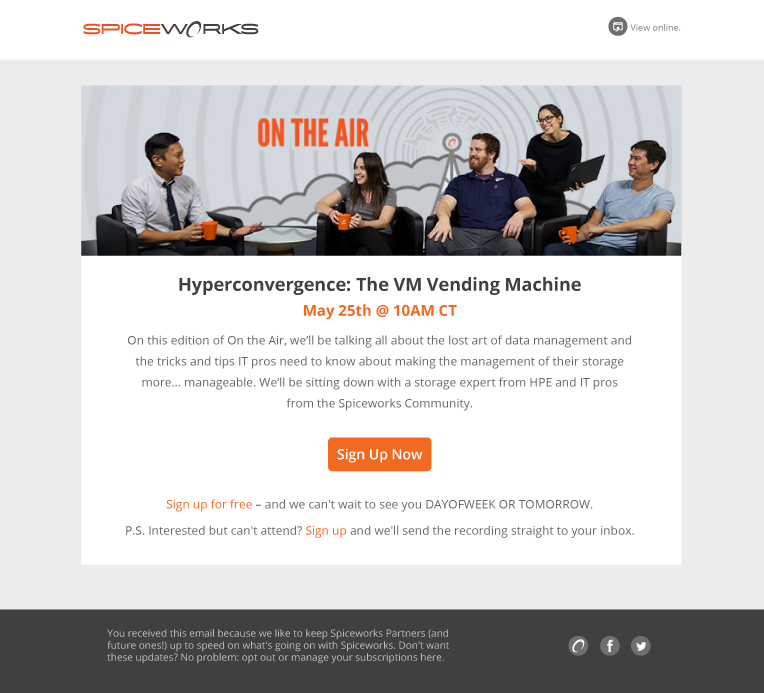 SPICEWORKS
View online.
ON THE AIR
Hyperconvergence: The VM Vending Machine
May 25th @ 10AM CT
On this edition of On the Air, we’ll be talking all about the lost art of data management and
the tricks and tips IT pros need to know about making the management of their storage
more... manageable. We’ll be sitting down with a storage expert from HPE and IT pros
from the Spiceworks Community.
Sign Up Now
Sign up for free – and we can't wait to see you DAYOFWEEK OR TOMORROW.
P.S. Interested but can't attend? Sign up and we'll send the recording straight to your inbox.
You received this email because we like to keep Spiceworks Partners (and
future ones!) up to speed on what's going on with Spiceworks. Don't want
these updates? No problem: opt out or manage your subscriptions here.